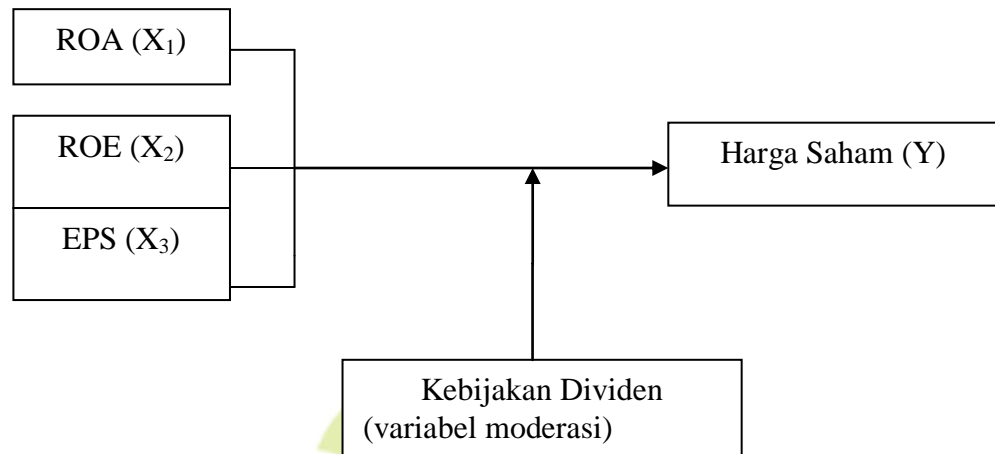 ROA (X₁)
ROE (X₂)
Harga Saham (Y)
EPS (X₃)
Kebijakan Dividen
(variabel moderasi)